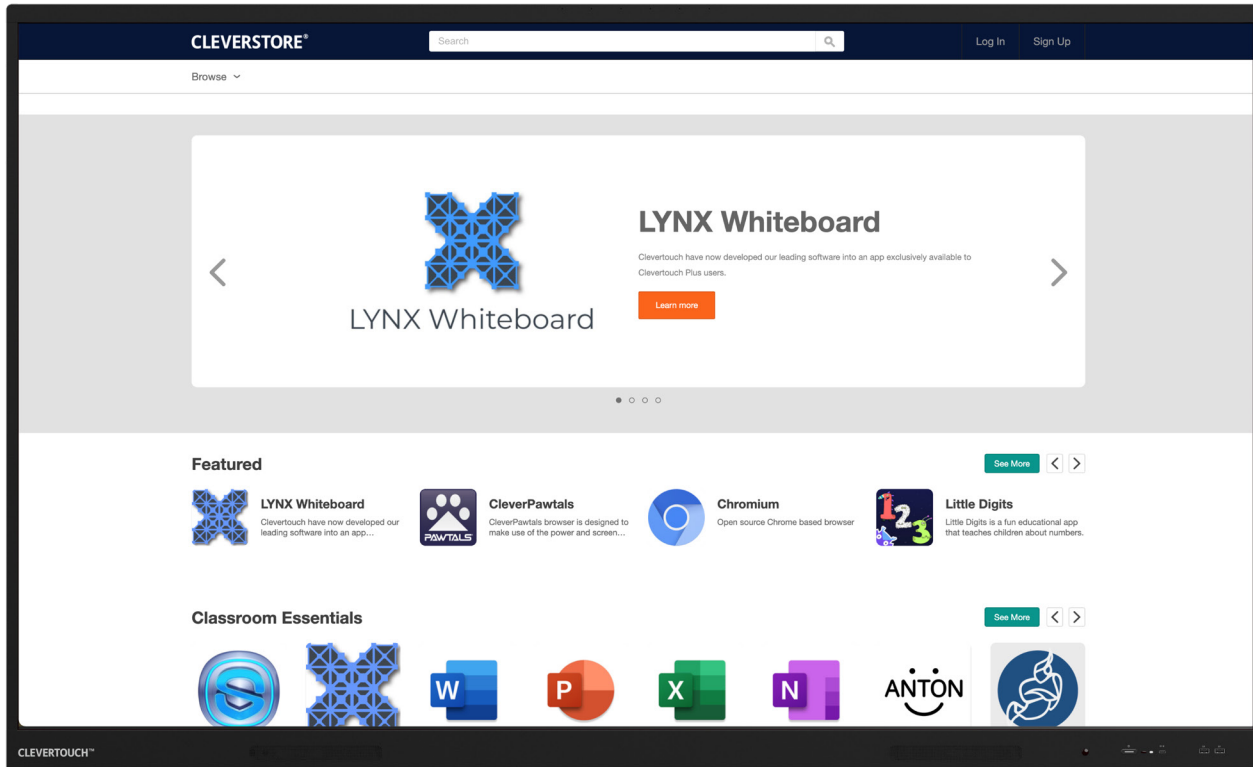 CLEVERSTORE®
Search
Log In
Sign Up
Browse
LYNX Whiteboard
LYNX Whiteboard
Clevertouch have now developed our leading software into an app exclusively available to
Clevertouch Plus users.
Learn more
Featured
See More
LYNX Whiteboard
Clevertouch have now developed our
leading software into an app...
PAWTALS
CleverPawtals
CleverPawtals browser is designed to
make use of the power and screen...
Chromium
Open source Chrome based browser
1 2 3
Little Digits
Little Digits is a fun educational app
that teaches children about numbers.
Classroom Essentials
See More
S
W
P
X
N
ANTON
CLEVERTOUCH™